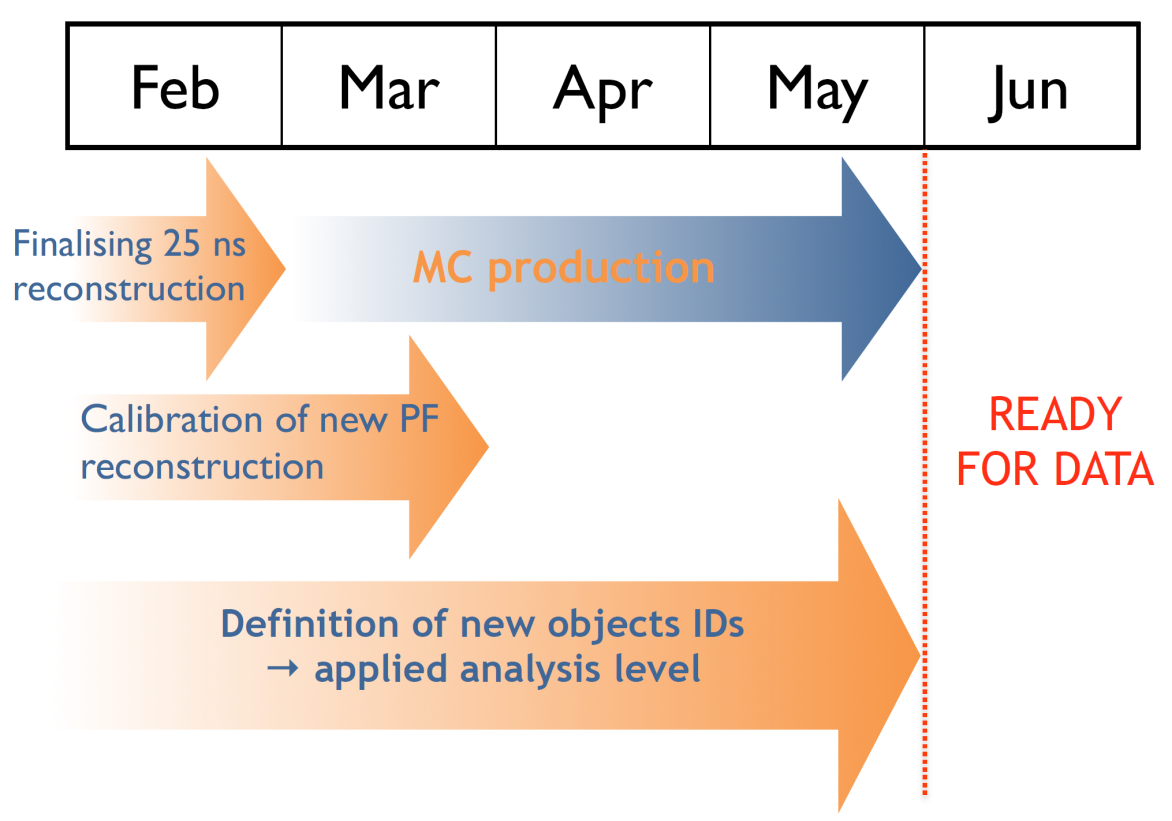 Feb Mar Apr May Jun
Finalising 25 ns
reconstruction
MC production
Calibration of new PF
reconstruction
READY
FOR DATA
Definition of new objects IDs
→ applied analysis level